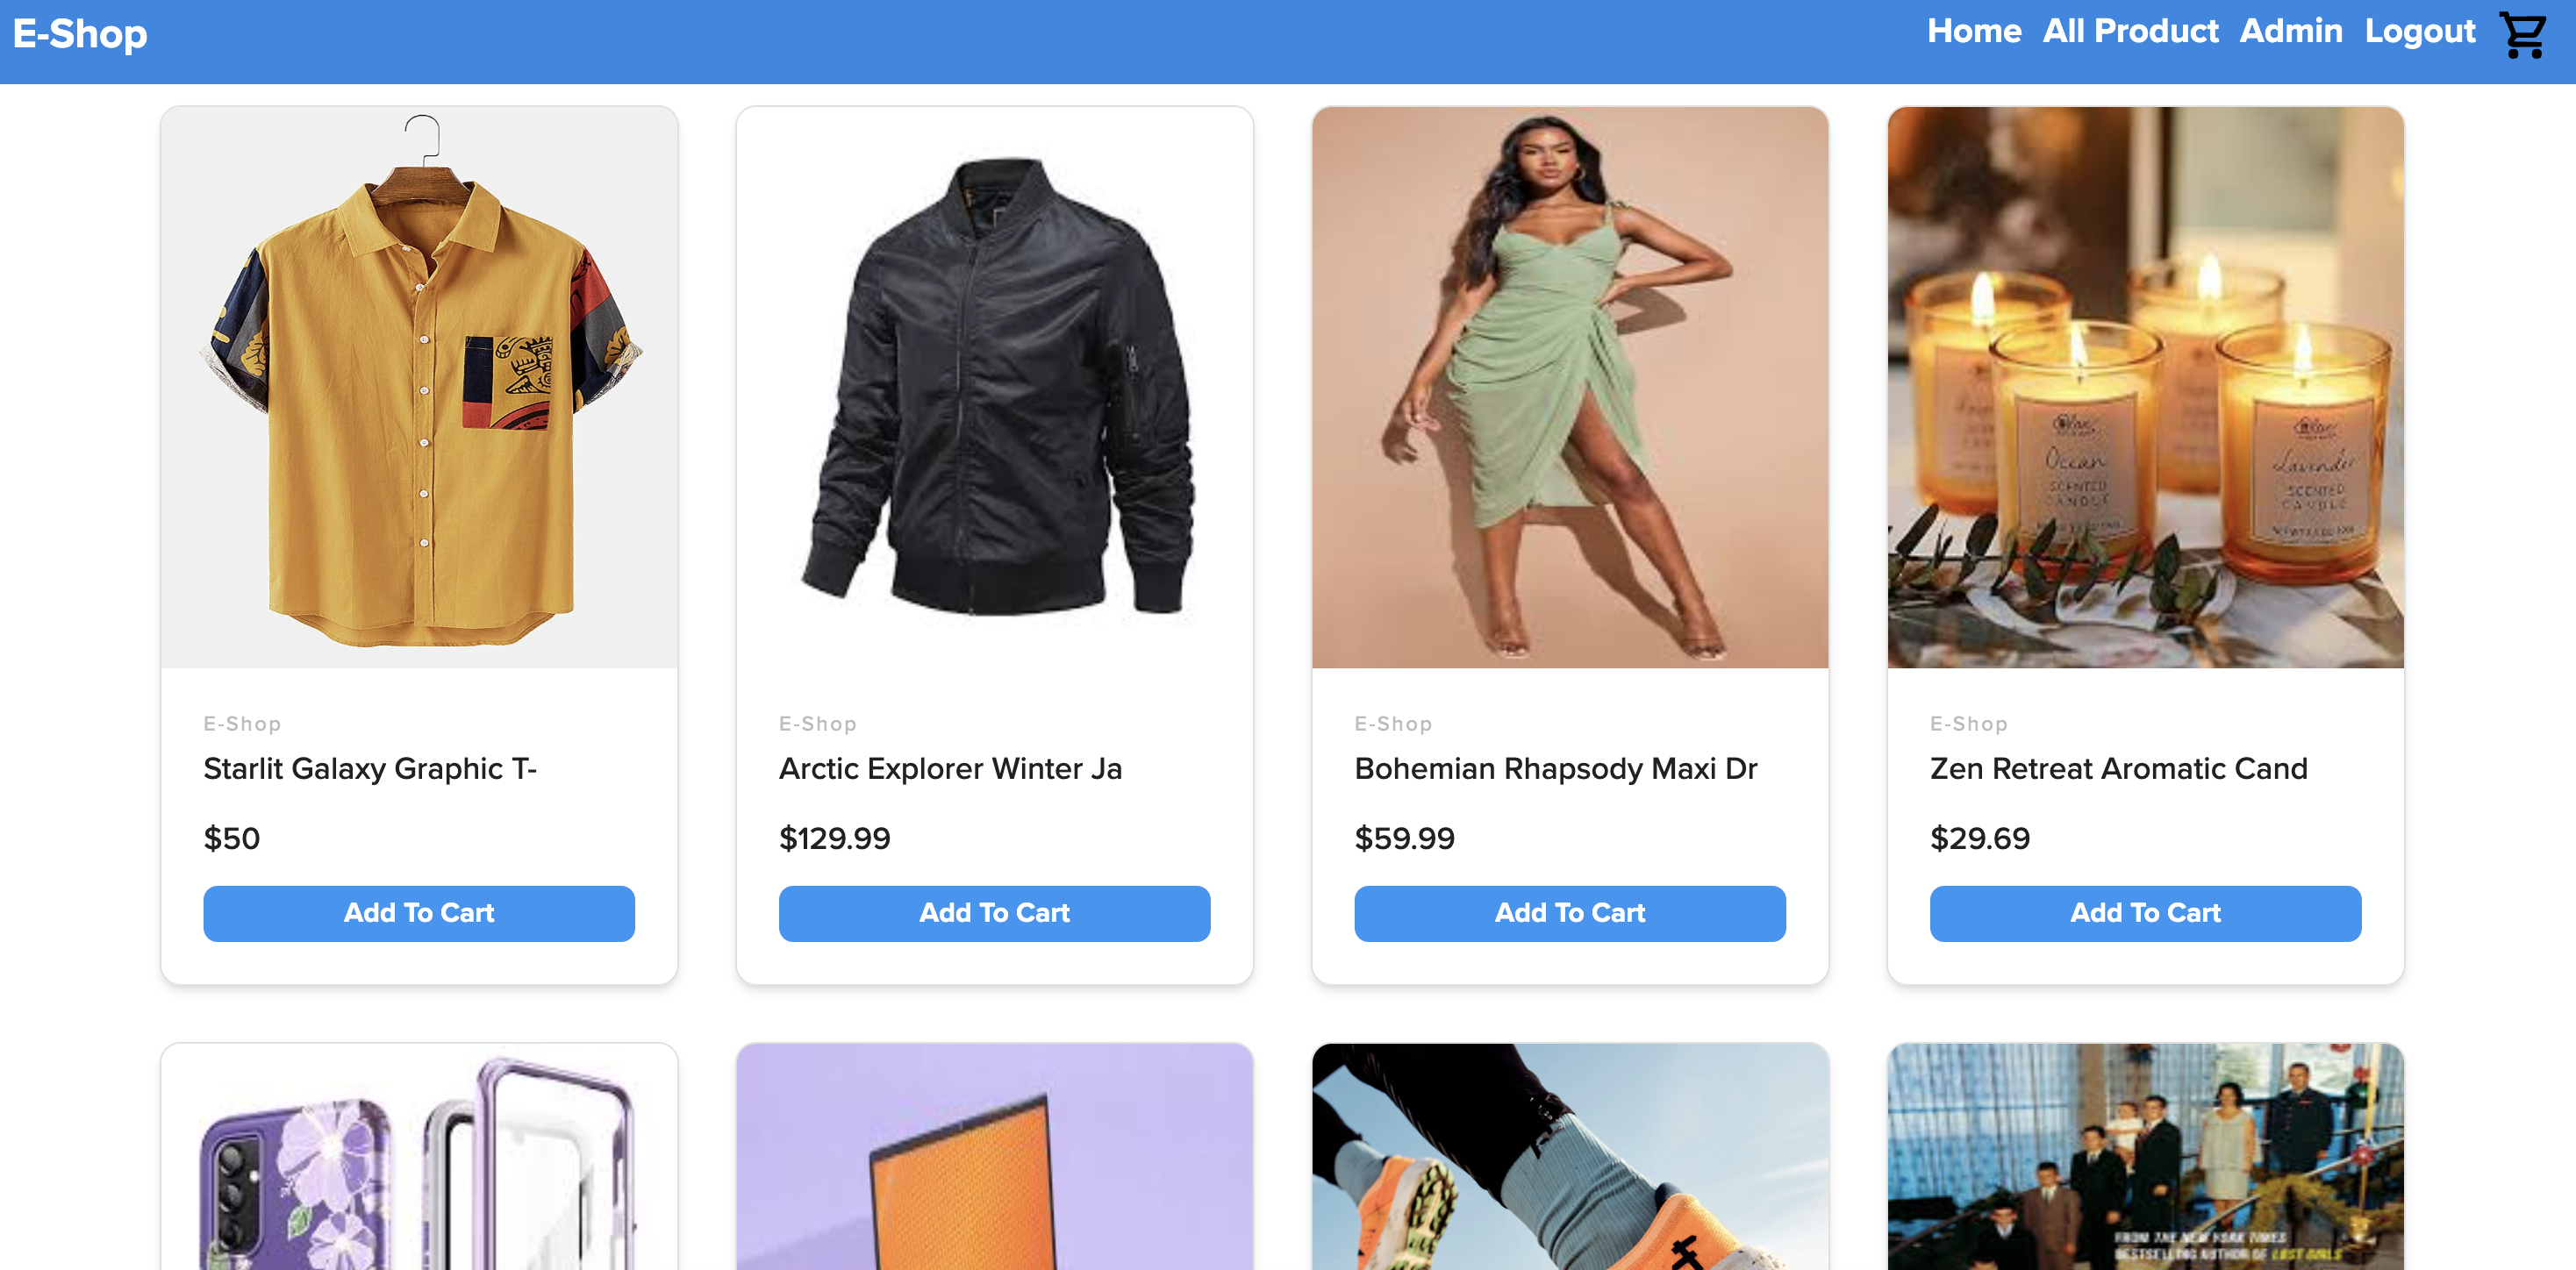 E-Shop
Home All Product Admin Logout
Ocean
SCENTED
CANDLE
Lavender
SCENTED
CANDLE
E-Shop
Starlit Galaxy Graphic T-
$50
Add To Cart
E-Shop
Arctic Explorer Winter Ja
$129.99
Add To Cart
E-Shop
Bohemian Rhapsody Maxi Dr
$59.99
Add To Cart
E-Shop
Zen Retreat Aromatic Cand
$29.69
Add To Cart
FROM THE NEW YORK TIMES
BESTSELLING AUTHOR OF LOST GIRLS